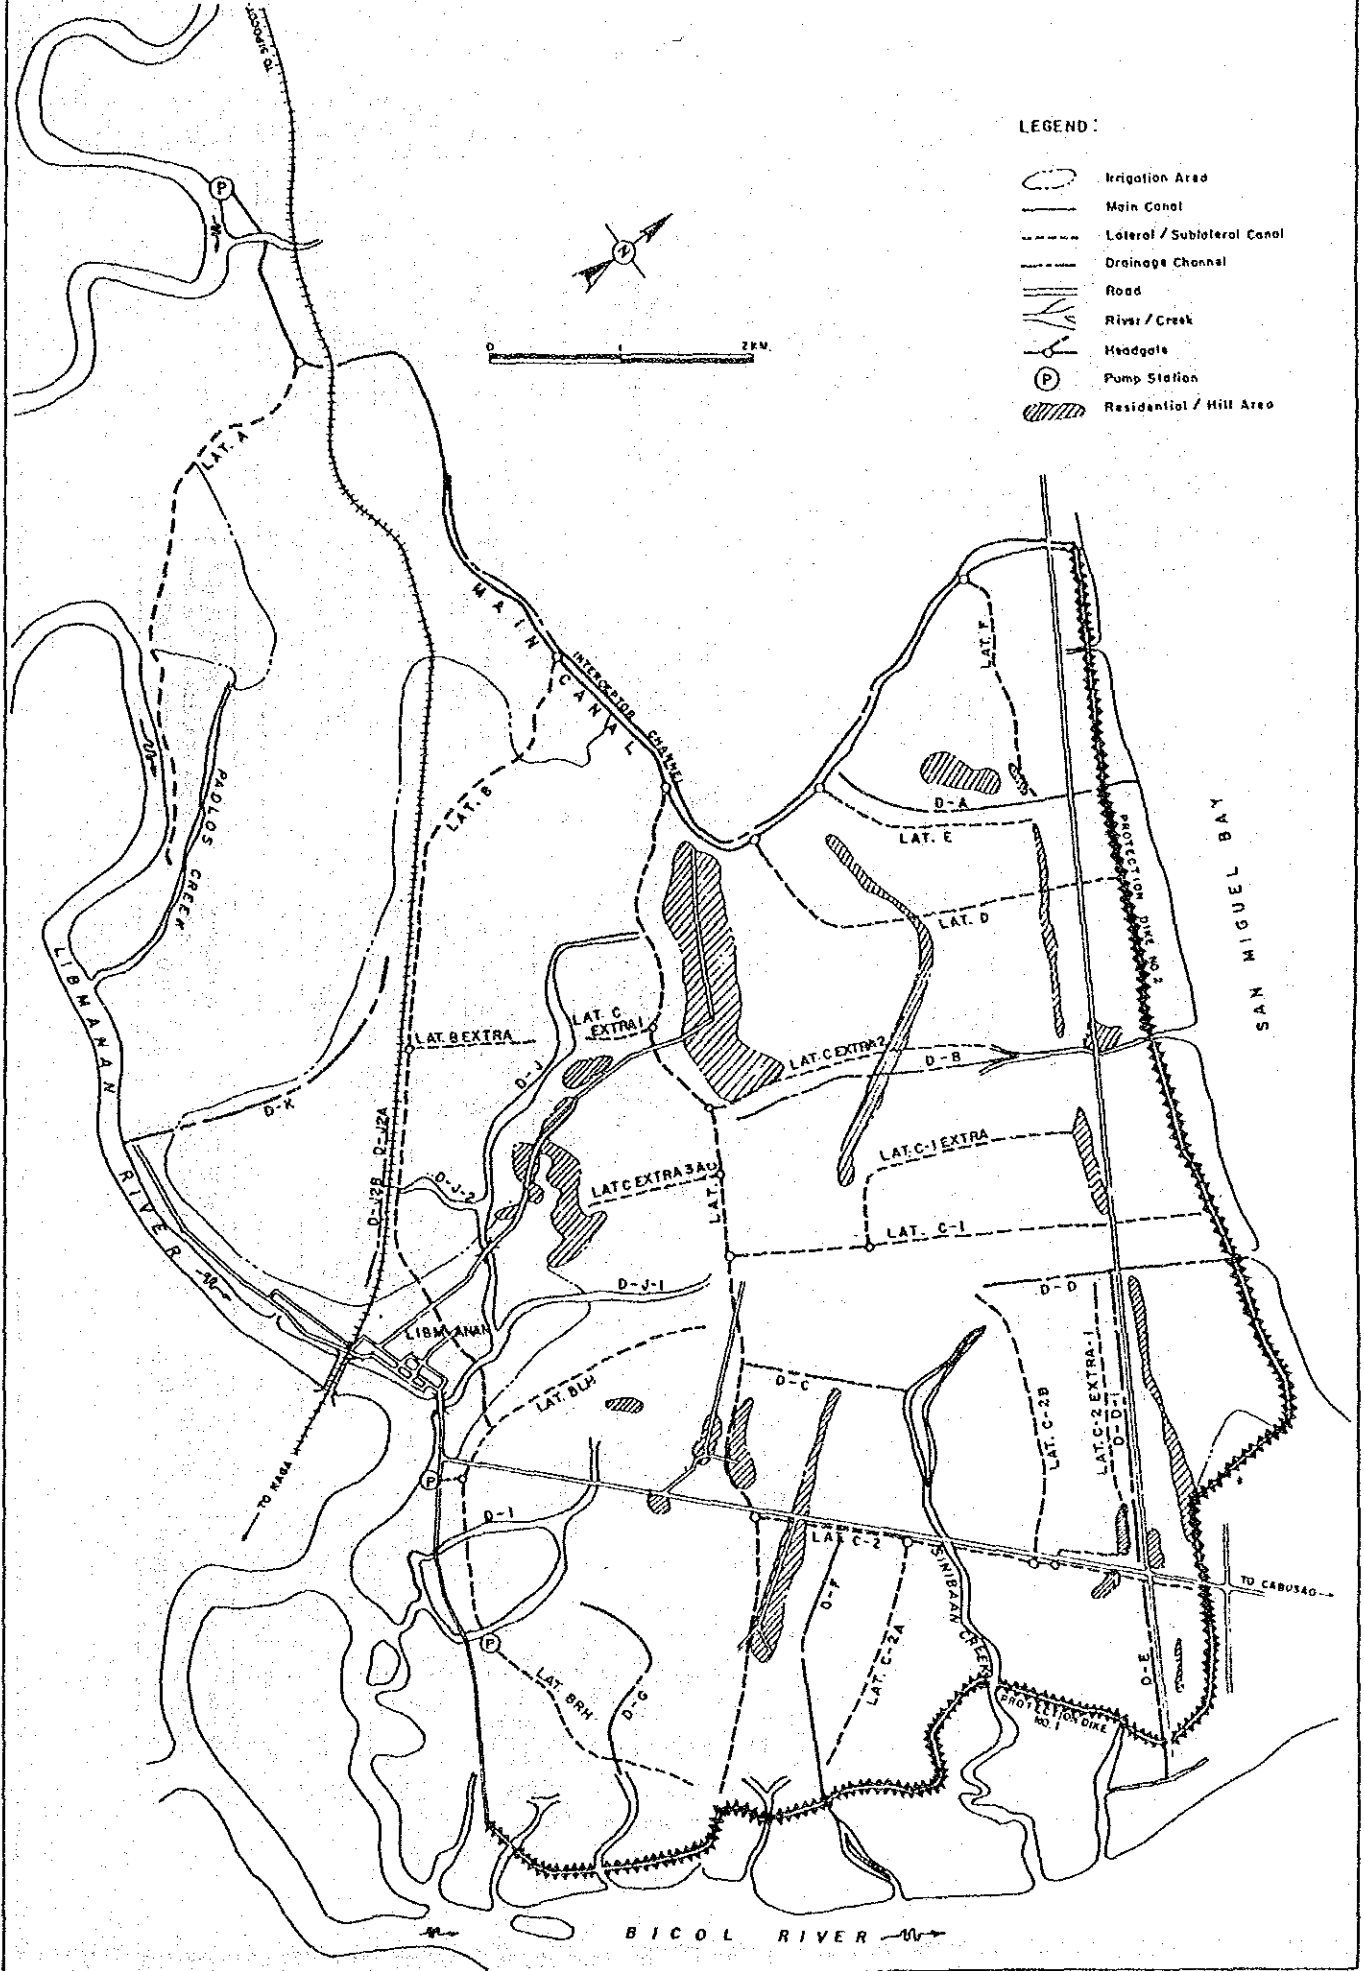 TO SIPOCOT
LEGEND :
Irrigation Area
Main Canal
Lateral / Sublateral Canal
Drainage Channel
Road
River / Creek
Headgate
P Pump Station
Residential / Hill Area
P
N
0 1 2 KM.
LAT. A
MAIN CANAL
INTERCEPTOR CHANNEL
LAT. F
LAT. B
D-A
LAT. E
PADLOS CREEK
LAT. D
PROTECTION DIKE NO. 2
SAN MIGUEL BAY
LIBMANAN RIVER
LAT. B EXTRA
LAT. C
EXTRA 1
LAT. C EXTRA 2
D-B
D-J
D-K
D-J2A
D-J2B
D-J-2
LAT. C-1 EXTRA
LAT C EXTRA 3A
LAT.
LAT. C-1
D-J-1
D-D
LIBMANAN
LAT. BLH
D-C
LAT. C-2B
LAT. C-2 EXTRA-1
D-D-1
TO NAGA
P
D-1
LAT. C-2
SINIBAAN CREEK
TO CABUSAO
D-F
P
LAT. C-2A
LAT. BRH
D-G
D-E
PROTECTION DIKE
NO. 1
BICOL RIVER